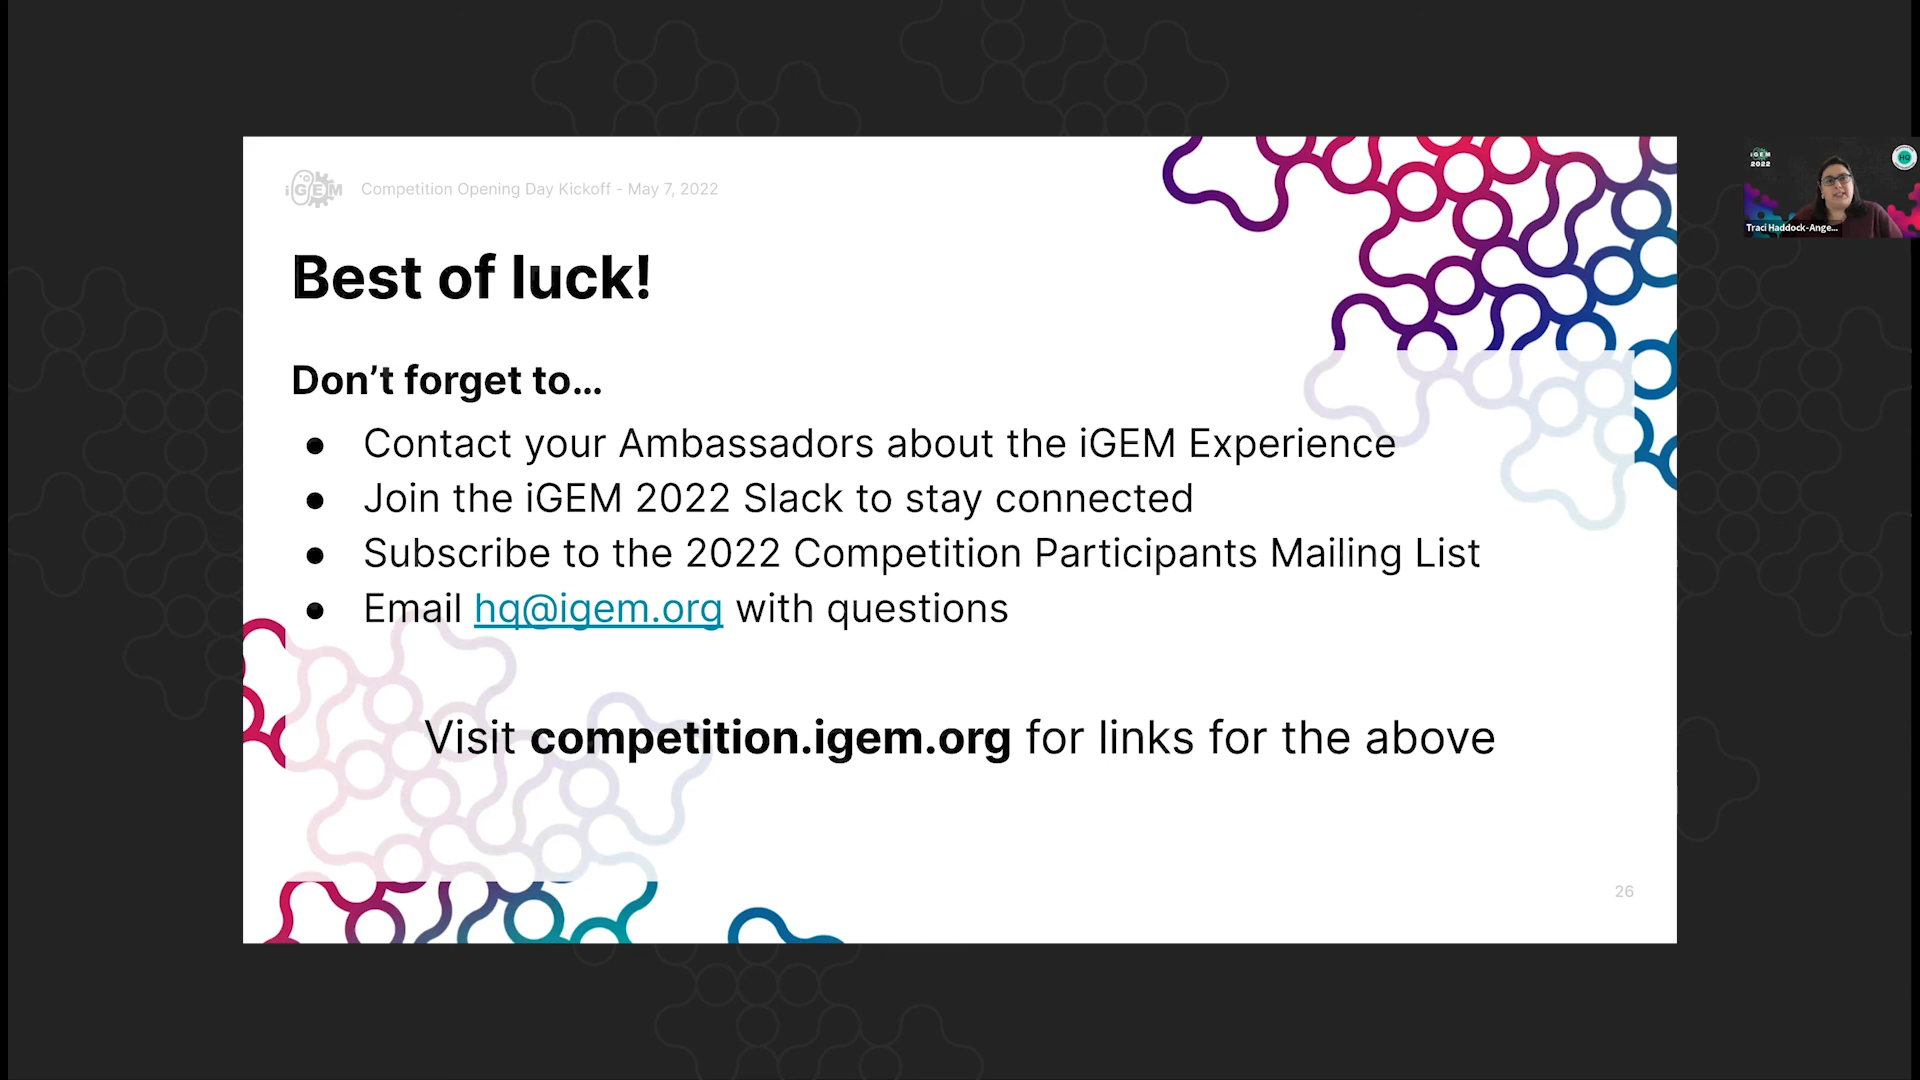 iGEM Competition Opening Day Kickoff - May 7, 2022
Best of luck!
Don’t forget to...
● Contact your Ambassadors about the iGEM Experience
● Join the iGEM 2022 Slack to stay connected
● Subscribe to the 2022 Competition Participants Mailing List
● Email hq@igem.org with questions
Visit competition.igem.org for links for the above
26
iGEM
2022
HQ
Traci Haddock-Ange...